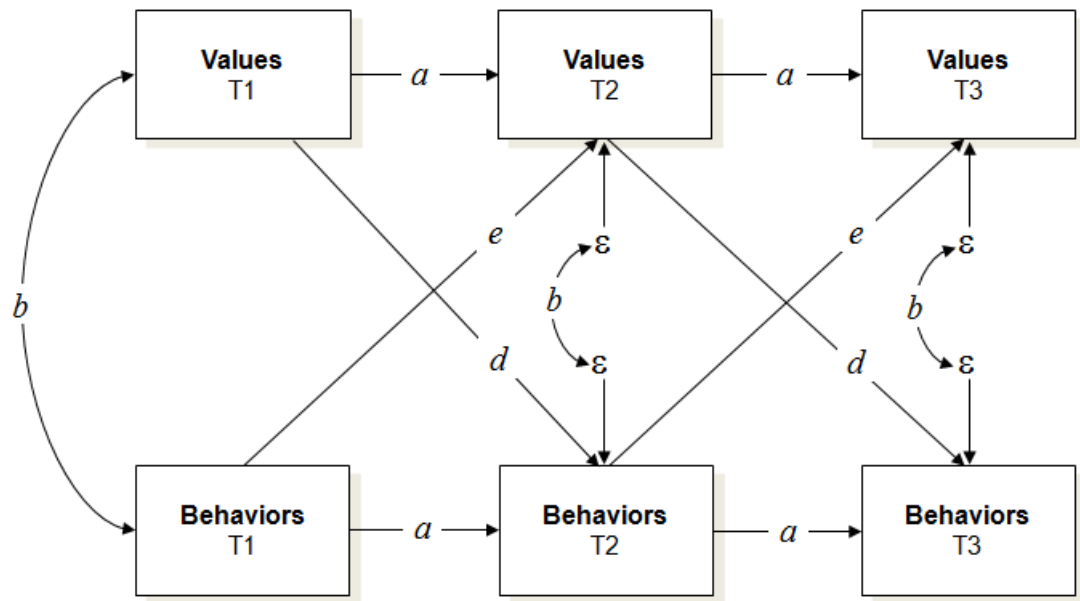 Values
T1
a
Values
T2
a
Values
T3
e
ε
e
ε
b
b
b
d
ε
d
ε
Behaviors
T1
a
Behaviors
T2
a
Behaviors
T3